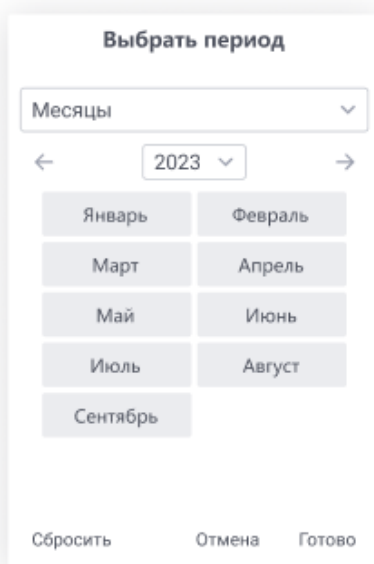 Выбрать период
Месяцы
2023
Январь Февраль
Март Апрель
Май Июнь
Июль Август
Сентябрь
Сбросить Отмена Готово